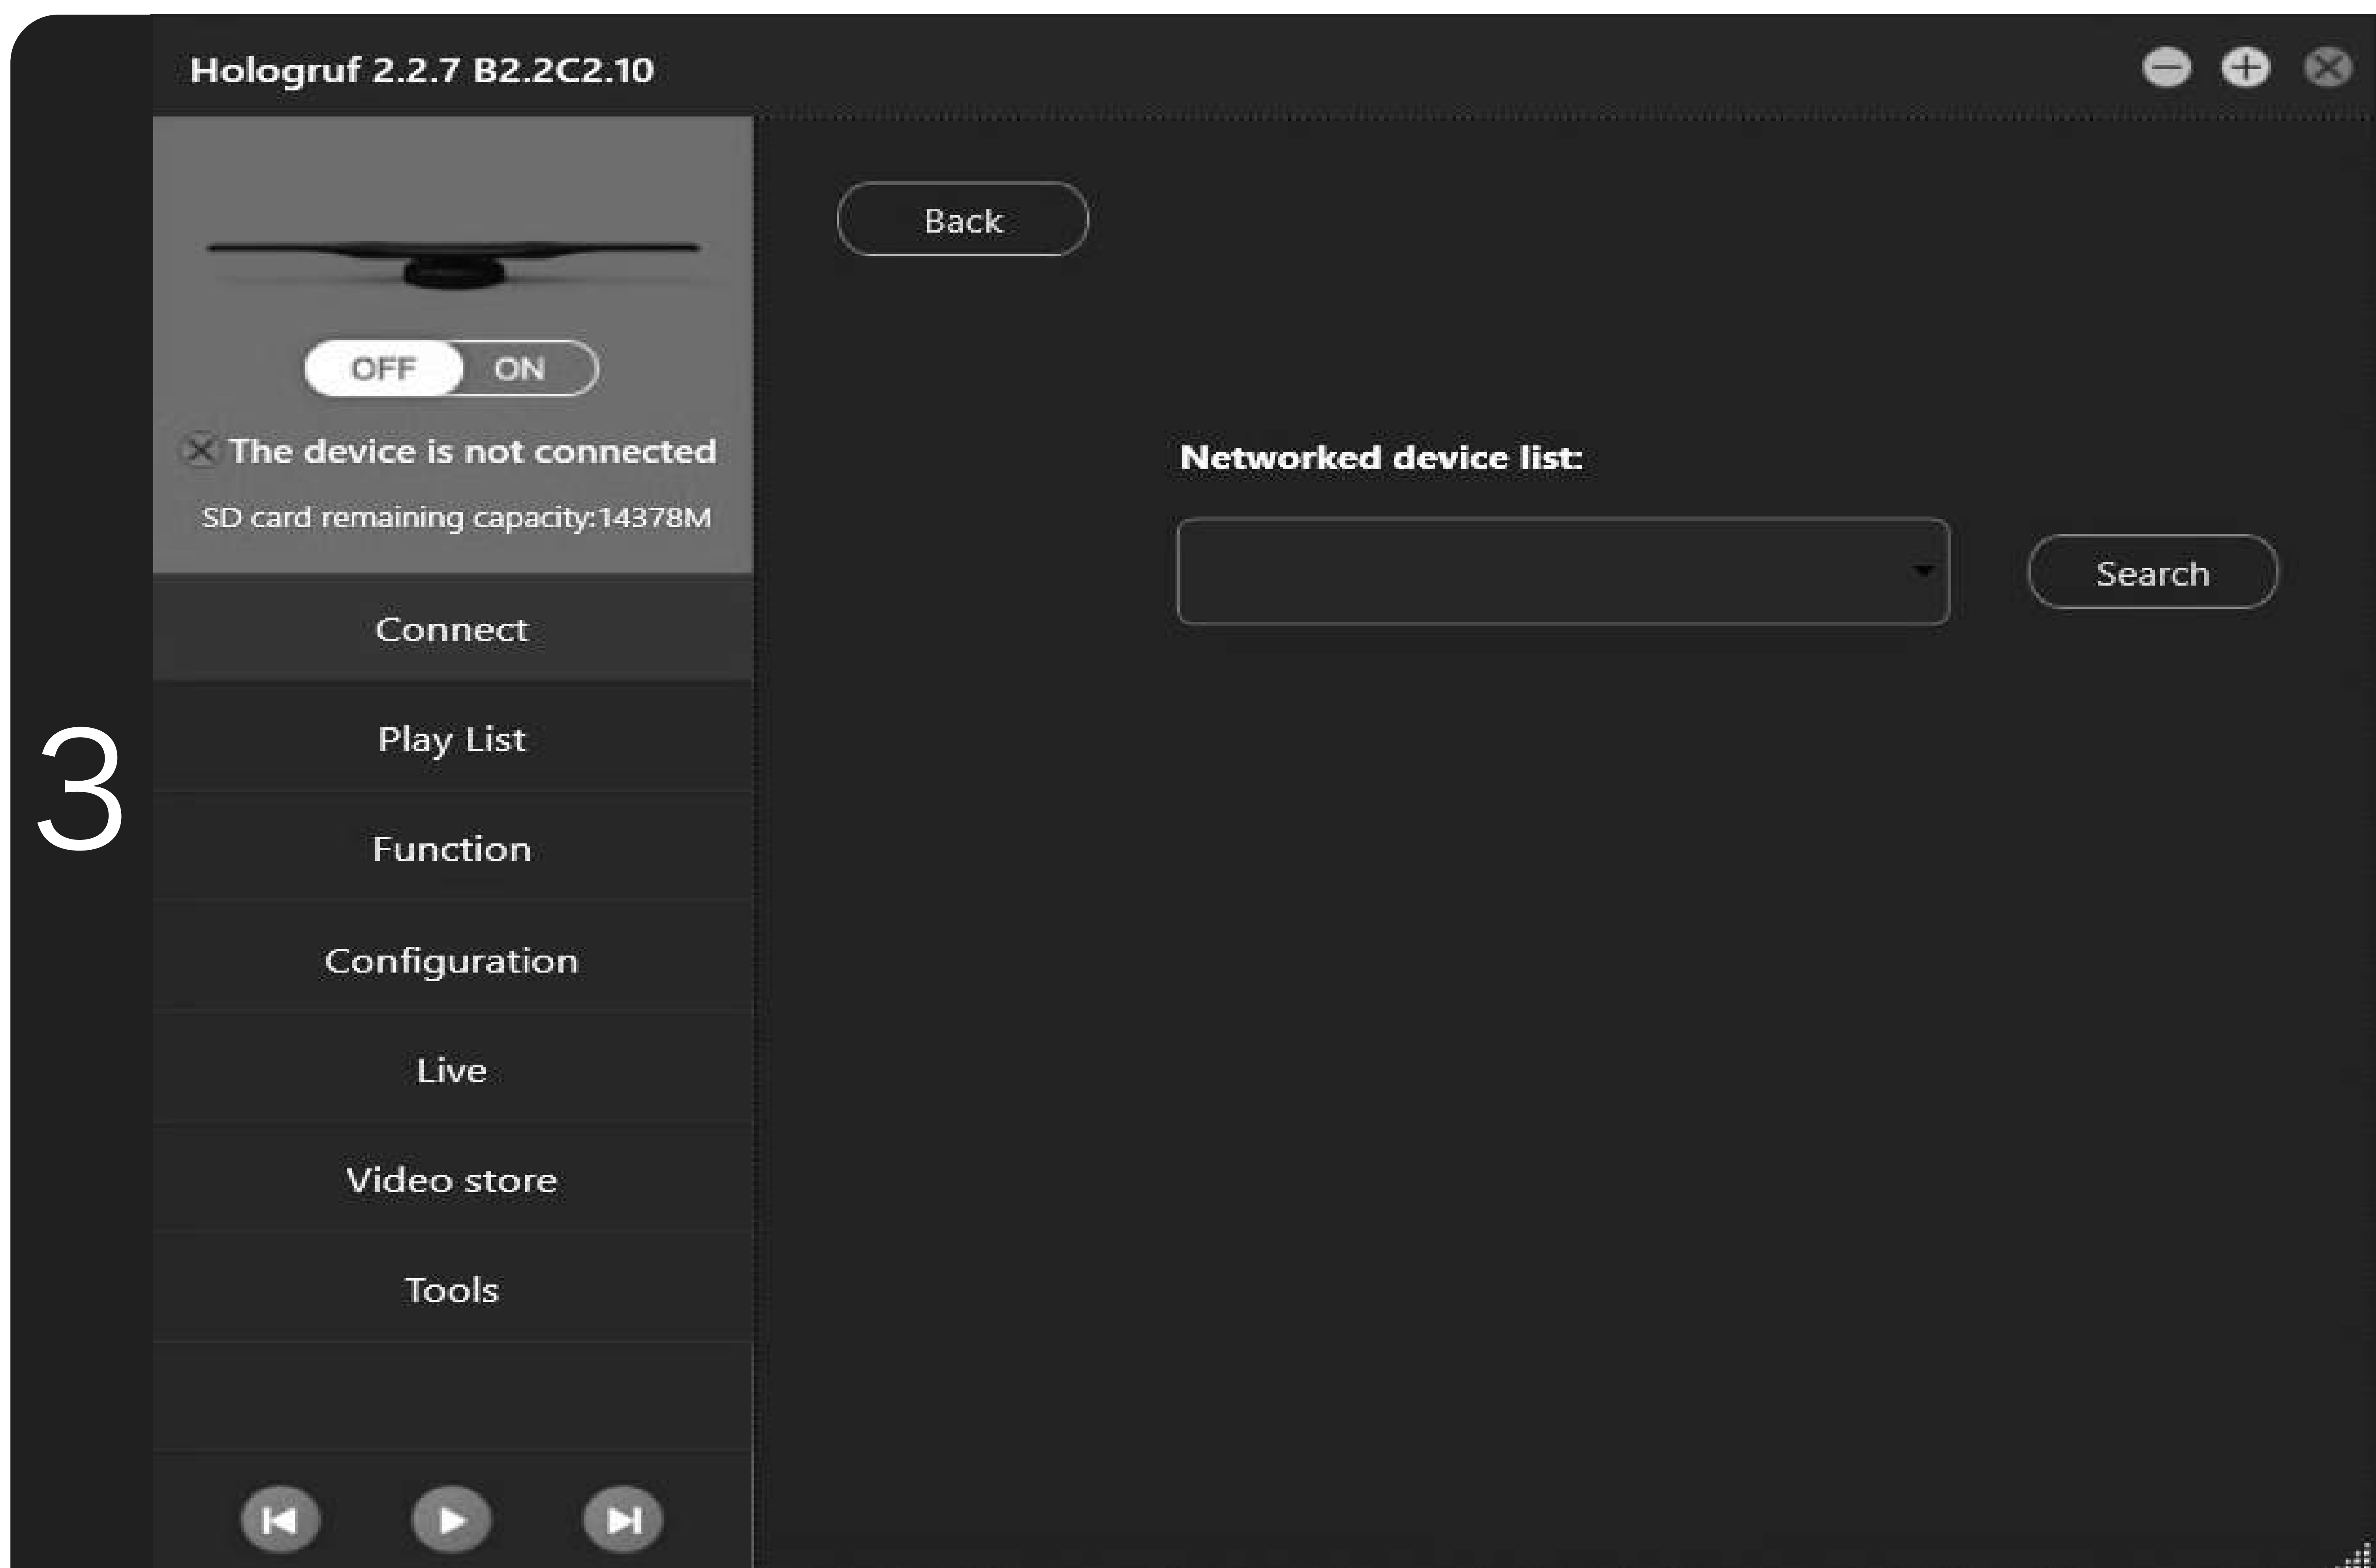 3
Hologruf 2.2.7 B2.2C2.10
OFF ON
The device is not connected
SD card remaining capacity:14378M
Connect
Play List
Function
Configuration
Live
Video store
Tools
Back
Networked device list:
Search